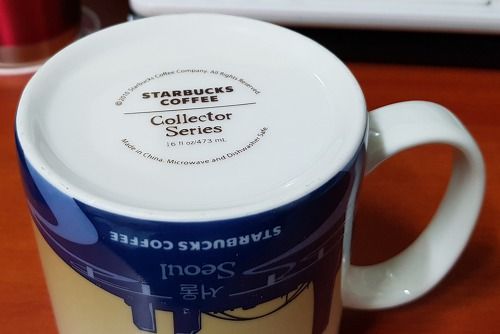 ©2010 Starbucks Coffee Company. All Rights Reserved.
STARBUCKS
COFFEE
Collector
Series
16 fl oz/473 mL
Made in China. Microwave and Dishwasher Safe.
STARBUCKS COFFEE
Seoul
서울